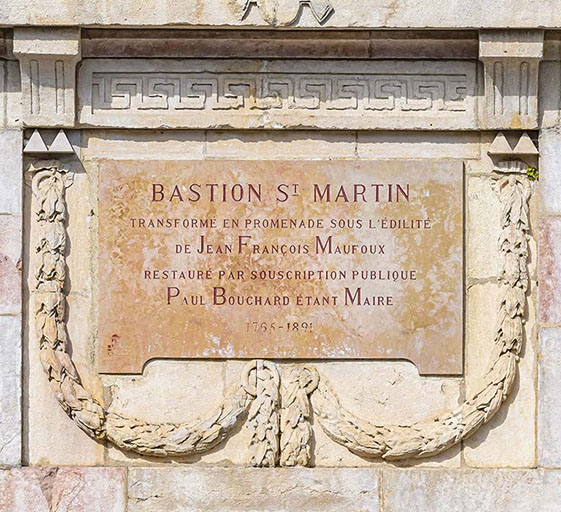 BASTION ST MARTIN
TRANSFORMÉ EN PROMENADE SOUS L'ÉDILITÉ
DE JEAN FRANÇOIS MAUFOUX
RESTAURÉ PAR SOUSCRIPTION PUBLIQUE
PAUL BOUCHARD ÉTANT MAIRE
1765-1891